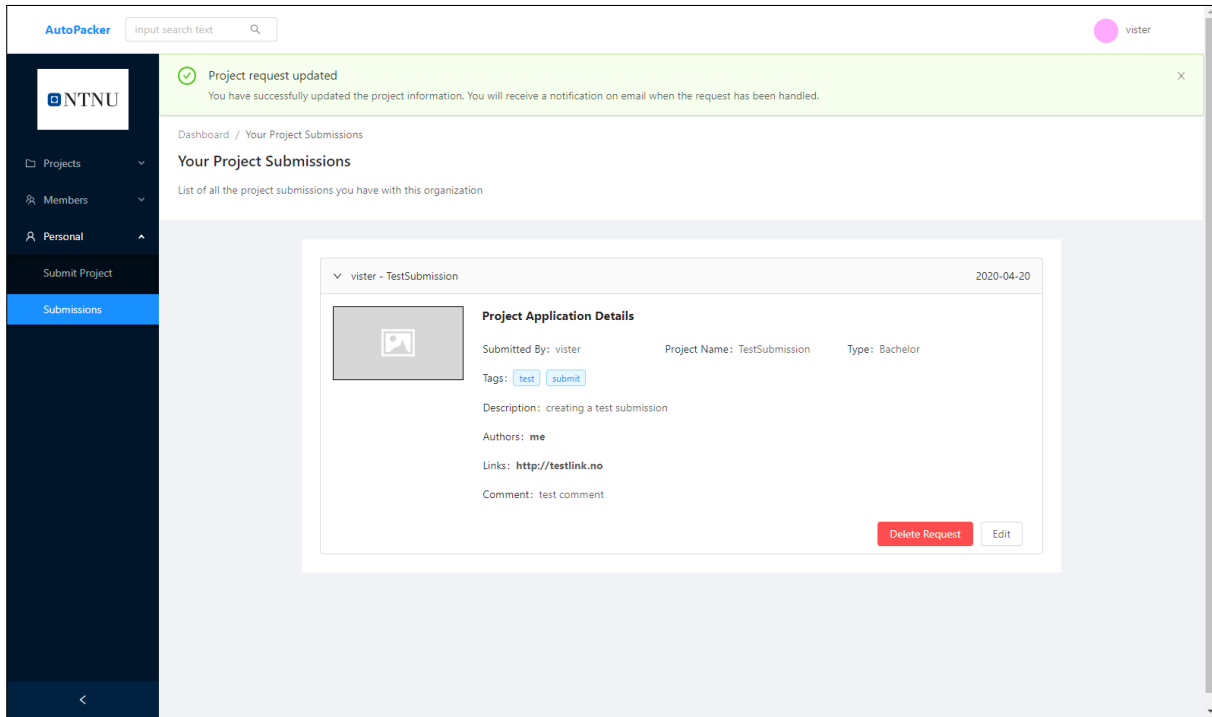 AutoPacker input search text vister
NTNU
Project request updated X
You have successfully updated the project information. You will receive a notification on email when the request has been handled.
Dashboard / Your Project Submissions
Your Project Submissions
List of all the project submissions you have with this organization
Projects
Members
Personal
Submit Project
Submissions
vister - TestSubmission 2020-04-20
Project Application Details
Submitted By: vister Project Name: TestSubmission Type: Bachelor
Tags: test submit
Description: creating a test submission
Authors: me
Links: http://testlink.no
Comment: test comment
Delete Request Edit